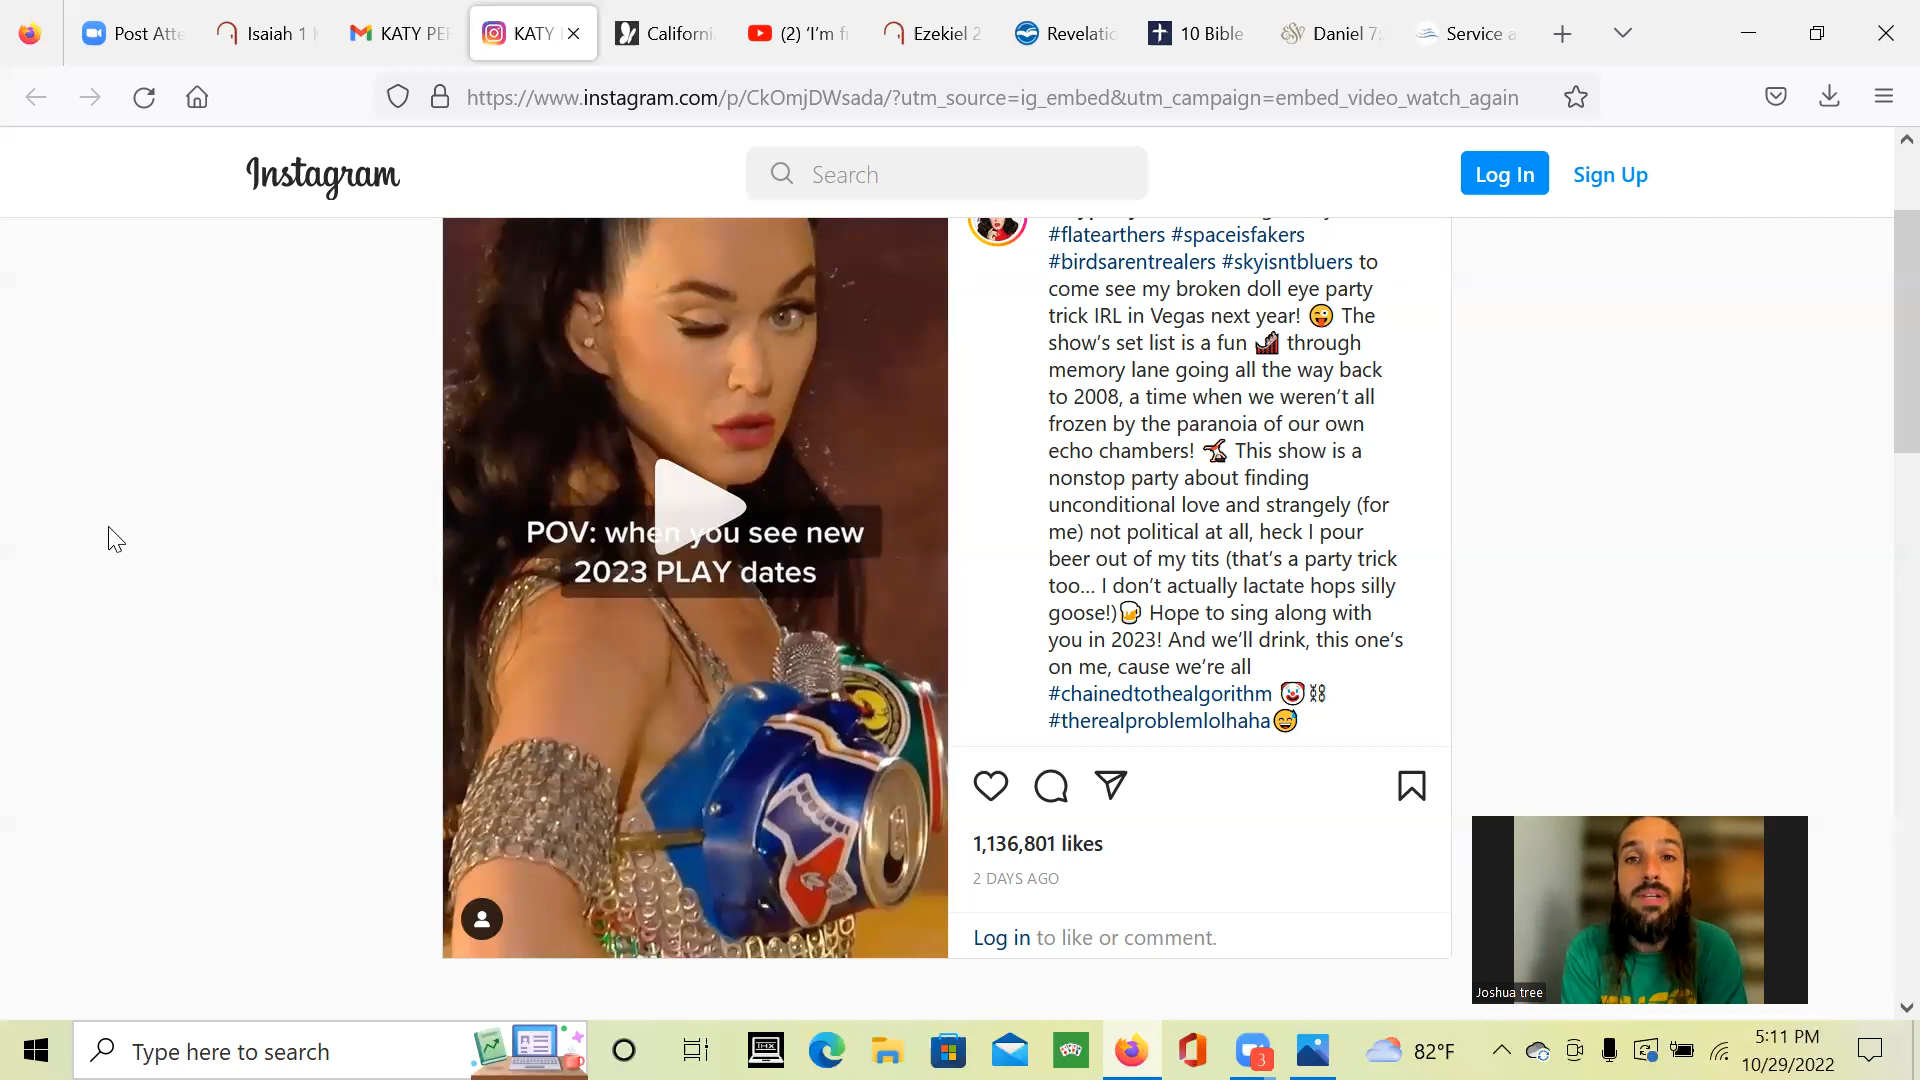 Post Atte
Isaiah 1
KATY PER
KATY
Californi
(2) ‘I’m f
Ezekiel 2
Revelatio
10 Bible
Daniel 7:
Service a
https://www.instagram.com/p/CkOmjDWsada/?utm_source=ig_embed&utm_campaign=embed_video_watch_again
Instagram
Search
Log In
Sign Up
#flatearthers #spaceisfakers
#birdsarentrealers #skyisntbluers to
come see my broken doll eye party
trick IRL in Vegas next year! 😜 The
show’s set list is a fun 🎢 through
memory lane going all the way back
to 2008, a time when we weren’t all
frozen by the paranoia of our own
echo chambers! This show is a
nonstop party about finding
unconditional love and strangely (for
me) not political at all, heck I pour
beer out of my tits (that’s a party trick
too... I don’t actually lactate hops silly
goose!)🍺 Hope to sing along with
you in 2023! And we’ll drink, this one’s
on me, cause we’re all
#chainedtothealgorithm 🤡⛓
#therealproblemlolhaha😅
POV: when you see new
2023 PLAY dates
1,136,801 likes
2 DAYS AGO
Log in to like or comment.
Joshua tree
Type here to search
THX
3
82°F
5:11 PM
10/29/2022